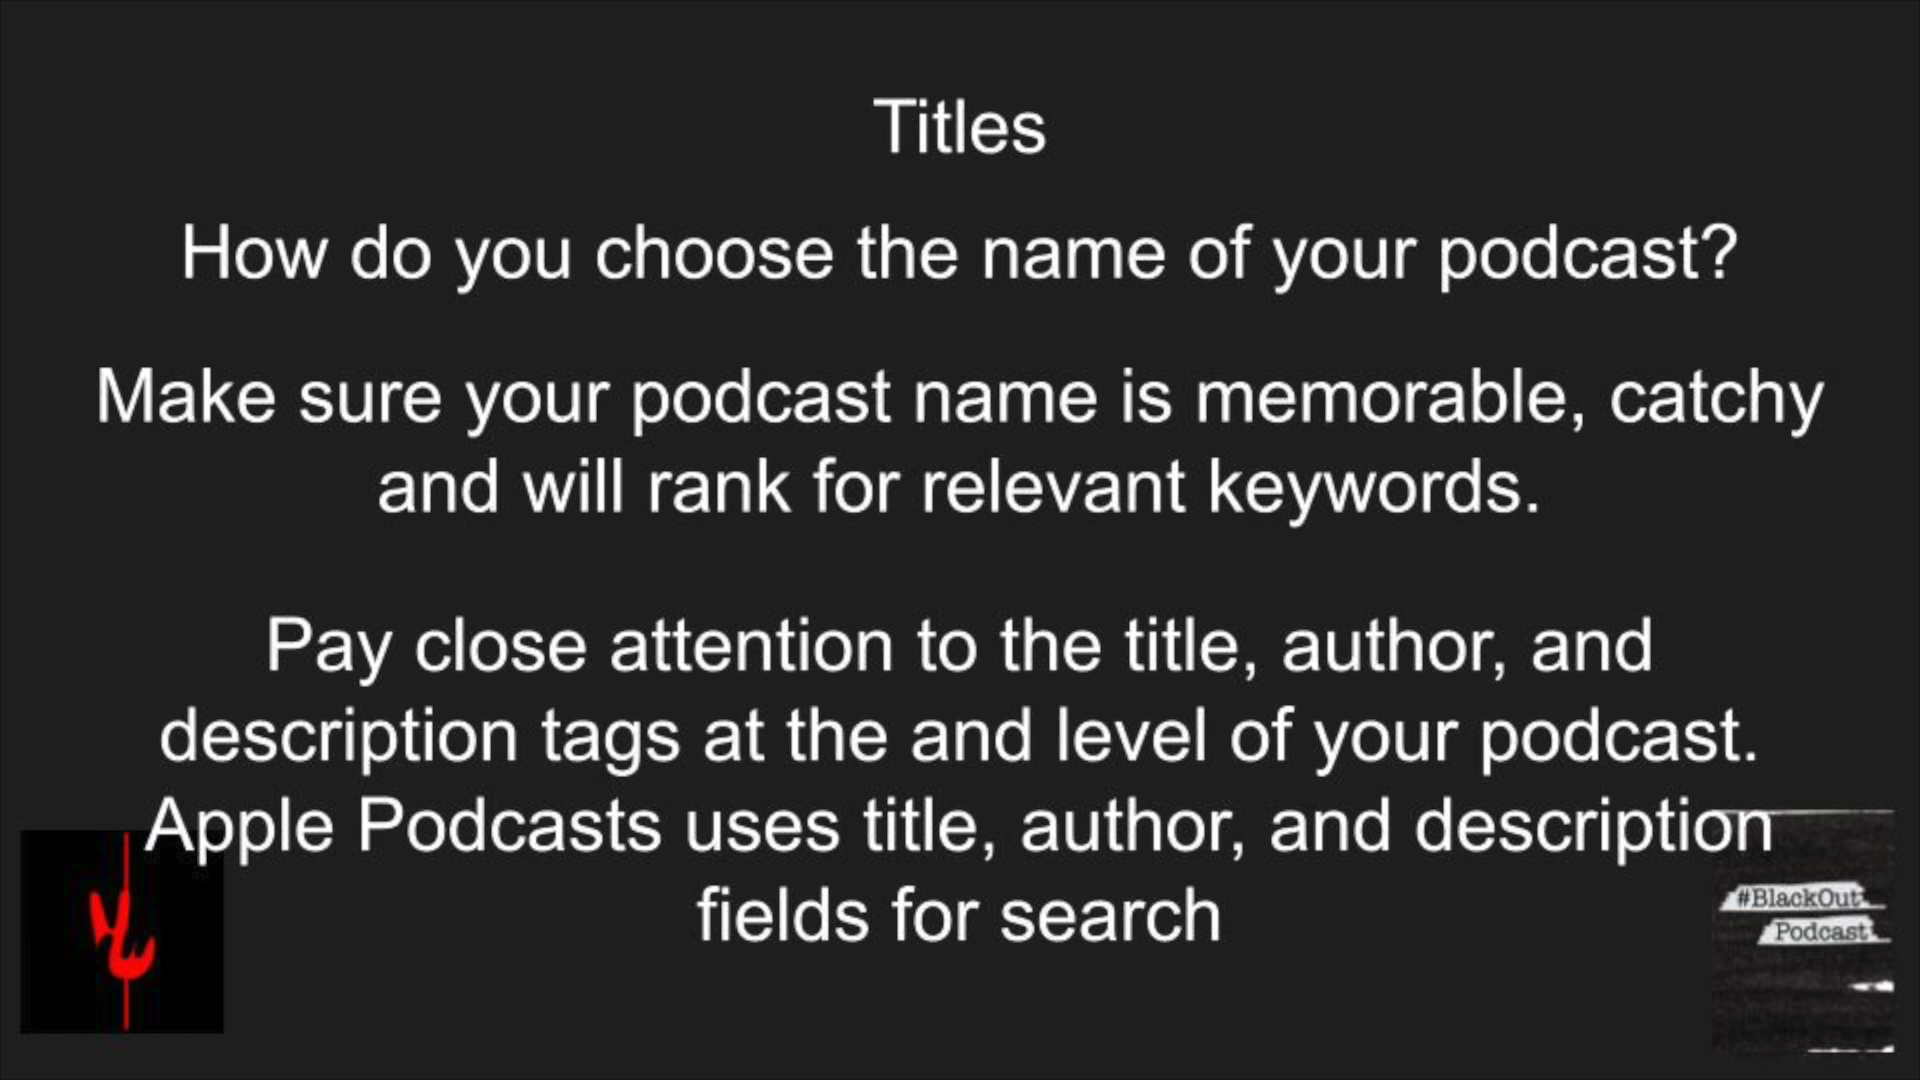 Titles
How do you choose the name of your podcast?
Make sure your podcast name is memorable, catchy
and will rank for relevant keywords.
Pay close attention to the title, author, and
description tags at the and level of your podcast.
Apple Podcasts uses title, author, and description
fields for search
#BlackOut
Podcast